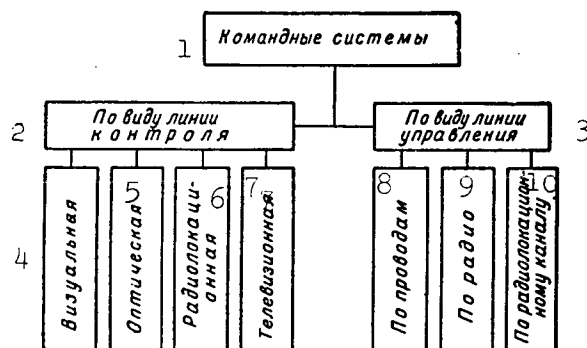 1
Командные системы
2
По виду линии
контроля
По виду линии
управления
3
4
Визуальная
5
Оптическая
6
Радиолокаци-
онная
7
Телевизионная
8
По проводам
9
По радио
10
По радиолокацион-
ному каналу